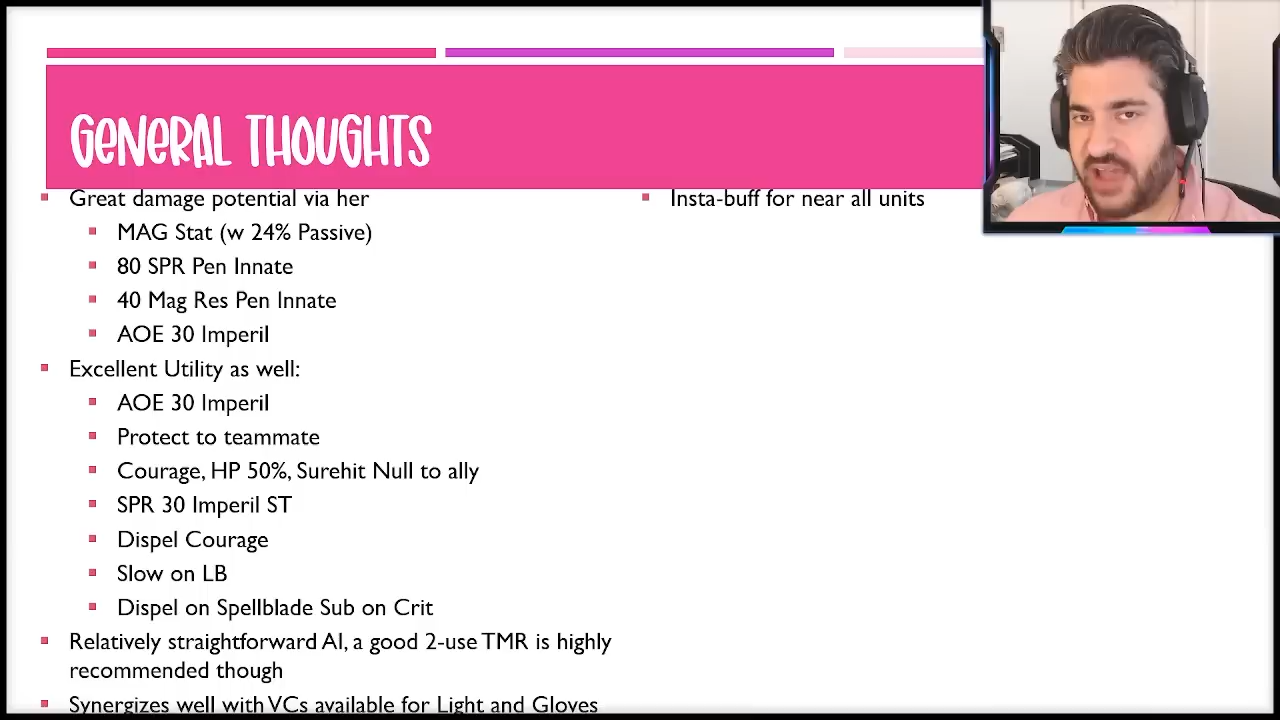 GENERAL THOUGHTS
Great damage potential via her
MAG Stat (w 24% Passive)
80 SPR Pen Innate
40 Mag Res Pen Innate
AOE 30 Imperil
Excellent Utility as well:
AOE 30 Imperil
Protect to teammate
Courage, HP 50%, Surehit Null to ally
SPR 30 Imperil ST
Dispel Courage
Slow on LB
Dispel on Spellblade Sub on Crit
Relatively straightforward AI, a good 2-use TMR is highly
recommended though
Synergizes well with VCs available for Light and Gloves
Insta-buff for near all units